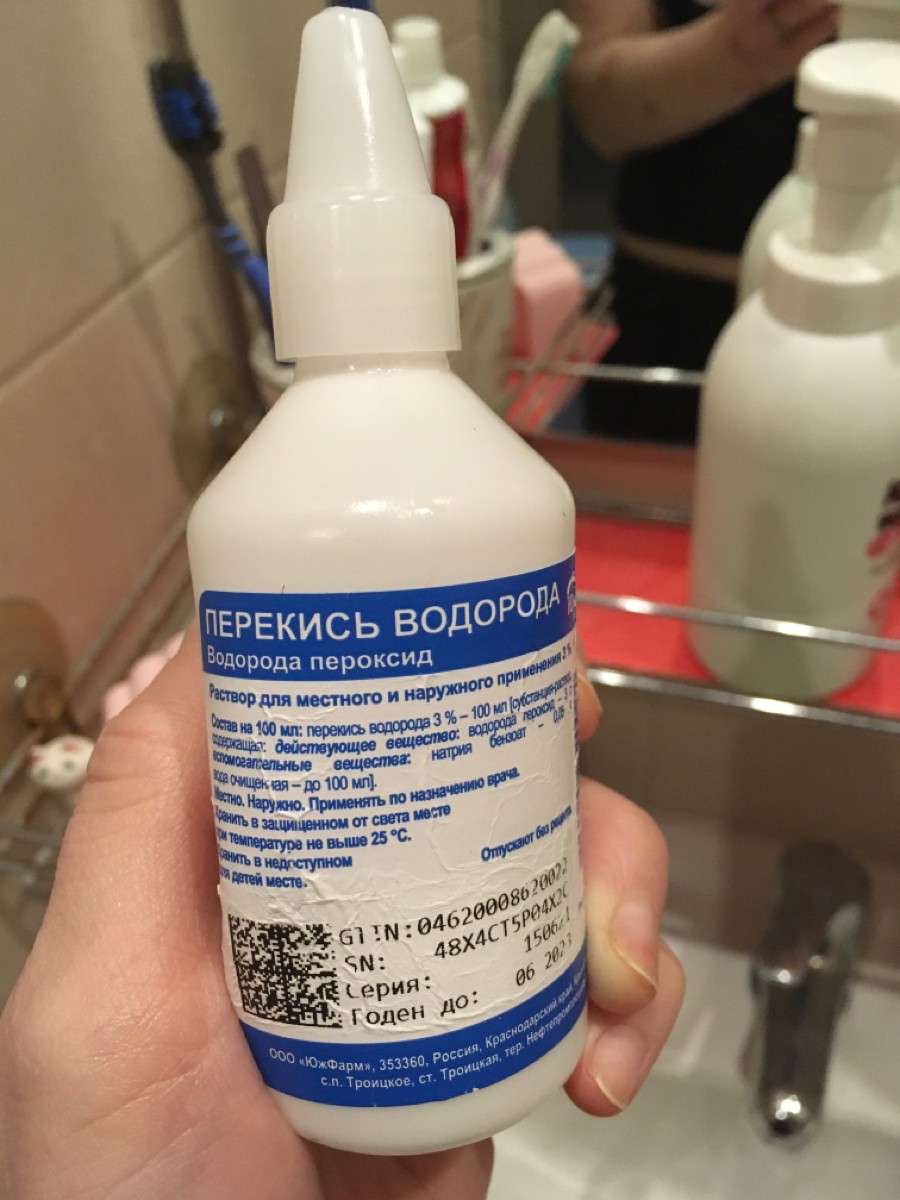 ПЕРЕКИСЬ ВОДОРОДА
Водорода пероксид
Раствор для местного и наружного применения 3 %
Состав на 100 мл: перекись водорода 3 % – 100 мл [субстанция-раствор,
содержащая: действующее вещество: водорода пероксид – 3 г,
вспомогательные вещества: натрия бензоат – 0,05
вода очищенная – до 100 мл].
Местно. Наружно. Применять по назначению врача.
Хранить в защищенном от света месте
при температуре не выше 25 °С.
Хранить в недоступном
для детей месте.
Отпускают без рецепта
GTIN:04620008620022
SN: 48X4CT5P04X2C
Серия:
Годен до: 06 2023
ООО «ЮжФарм», 353360, Россия, Краснодарский край,
с.п. Троицкое, ст. Троицкая, тер.